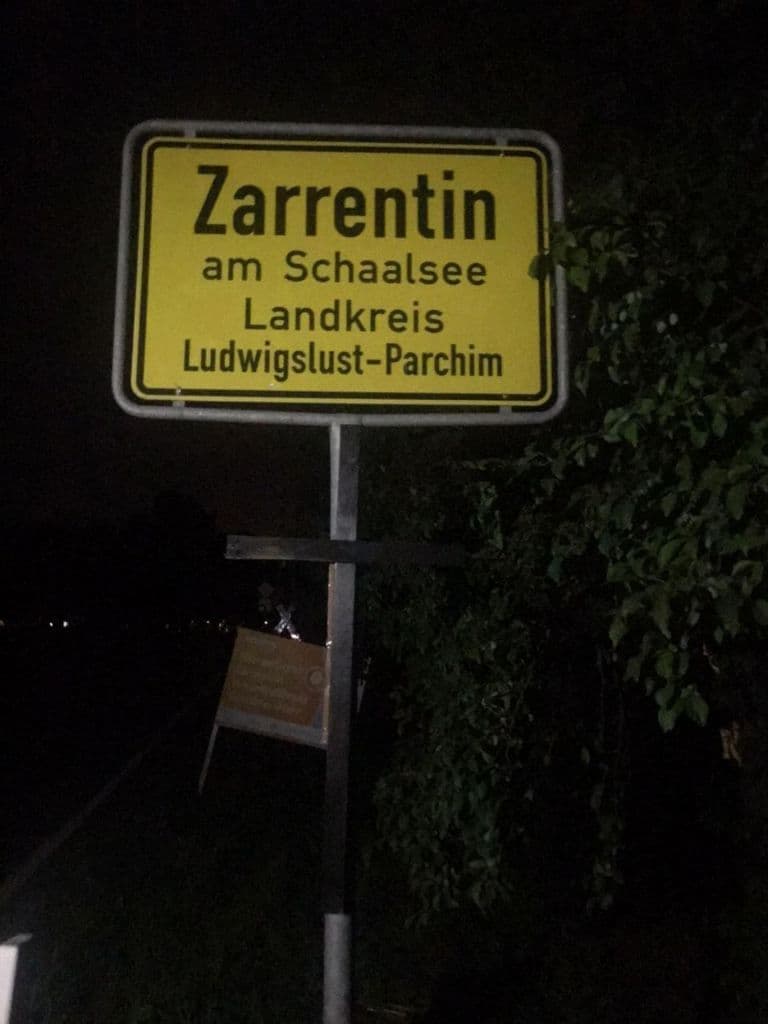 Zarrentin
am Schaalsee
Landkreis
Ludwigslust-Parchim